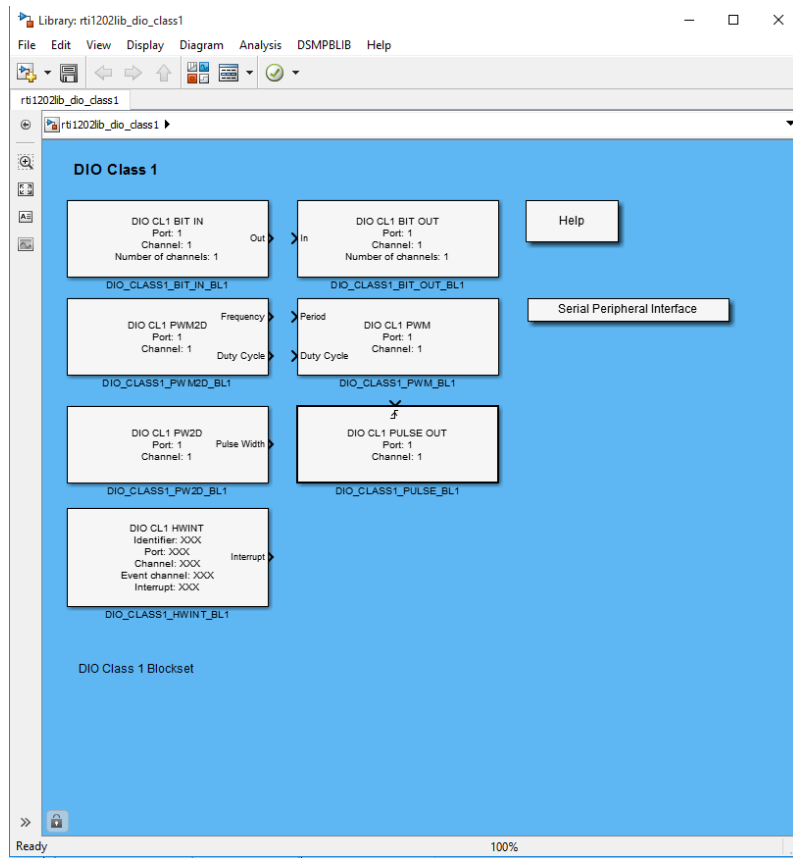 Library: rti1202lib_dio_class1
File Edit View Display Diagram Analysis DSMPBLIB Help
rti1202lib_dio_class1
rti1202lib_dio_class1
DIO Class 1
DIO CL1 BIT IN
Port: 1
Channel: 1
Number of channels: 1
Out
DIO_CLASS1_BIT_IN_BL1
In
DIO CL1 BIT OUT
Port: 1
Channel: 1
Number of channels: 1
DIO_CLASS1_BIT_OUT_BL1
Help
DIO CL1 PWM2D
Port: 1
Channel: 1
Frequency
Duty Cycle
DIO_CLASS1_PWM2D_BL1
Period
Duty Cycle
DIO CL1 PWM
Port: 1
Channel: 1
DIO_CLASS1_PWM_BL1
Serial Peripheral Interface
DIO CL1 PW2D
Port: 1
Channel: 1
Pulse Width
DIO_CLASS1_PW2D_BL1
DIO CL1 PULSE OUT
Port: 1
Channel: 1
DIO_CLASS1_PULSE_BL1
DIO CL1 HWINT
Identifier: XXX
Port: XXX
Channel: XXX
Event channel: XXX
Interrupt: XXX
Interrupt
DIO_CLASS1_HWINT_BL1
DIO Class 1 Blockset
Ready
100%